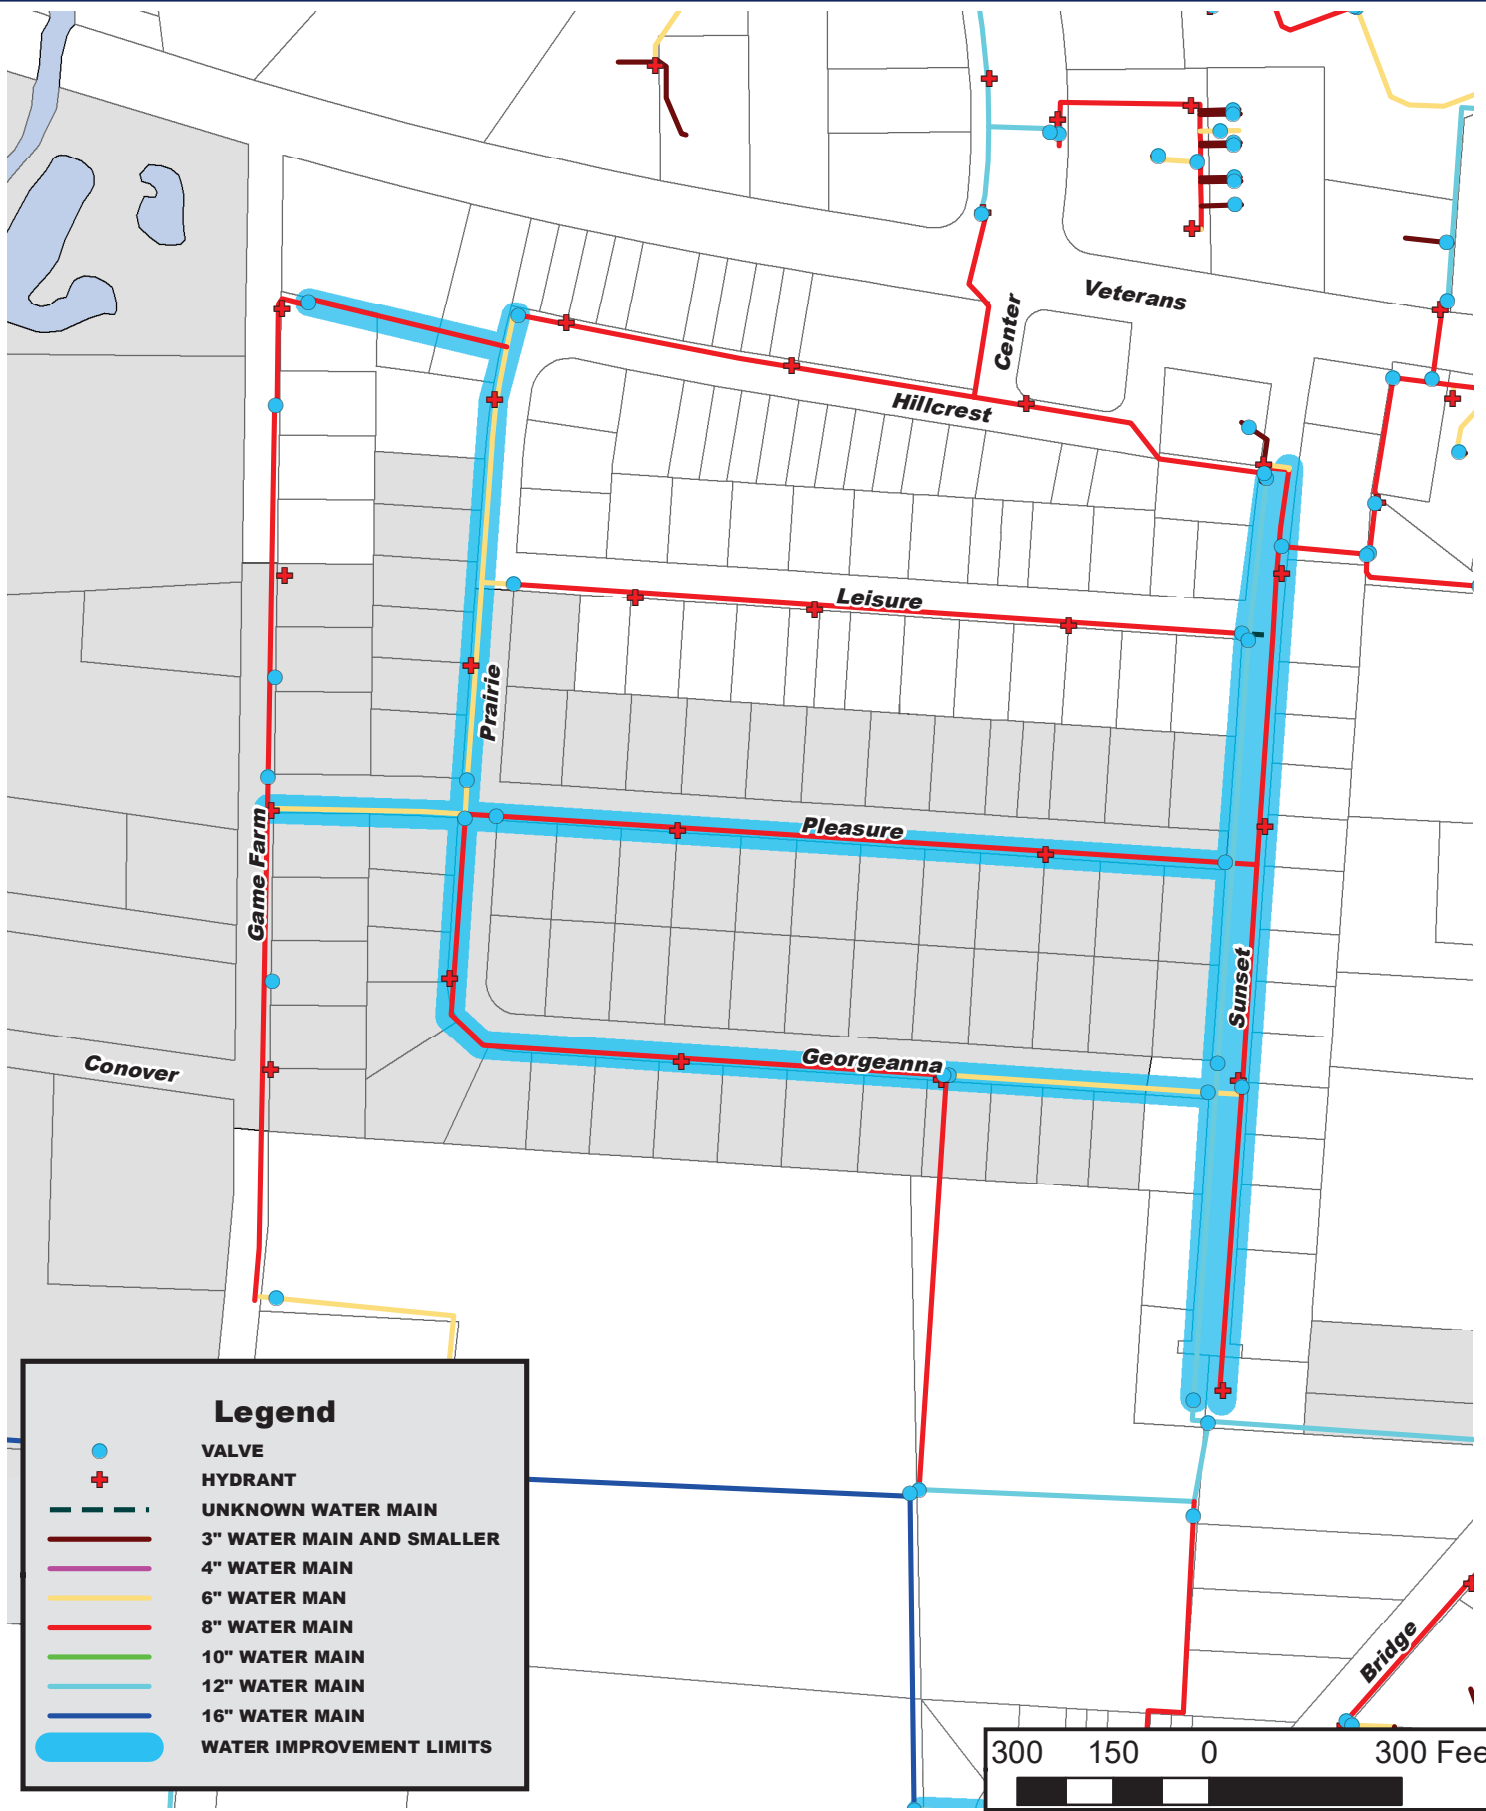 Veterans
Center
Hillcrest
Leisure
Prairie
Pleasure
Game Farm
Sunset
Georgeanna
Conover
Bridge
Legend
VALVE
HYDRANT
UNKNOWN WATER MAIN
3" WATER MAIN AND SMALLER
4" WATER MAIN
6" WATER MAN
8" WATER MAIN
10" WATER MAIN
12" WATER MAIN
16" WATER MAIN
WATER IMPROVEMENT LIMITS
300 150 0 300 Fee